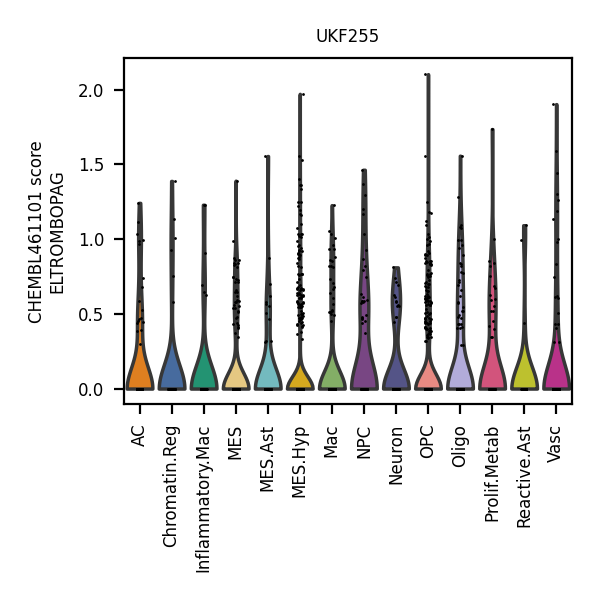 UKF255
CHEMBL461101 score
ELTROMBOPAG
2.0
1.5
1.0
0.5
0.0
AC
Chromatin.Reg
Inflammatory.Mac
MES
MES.Ast
MES.Hyp
Mac
NPC
Neuron
OPC
Oligo
Prolif.Metab
Reactive.Ast
Vasc